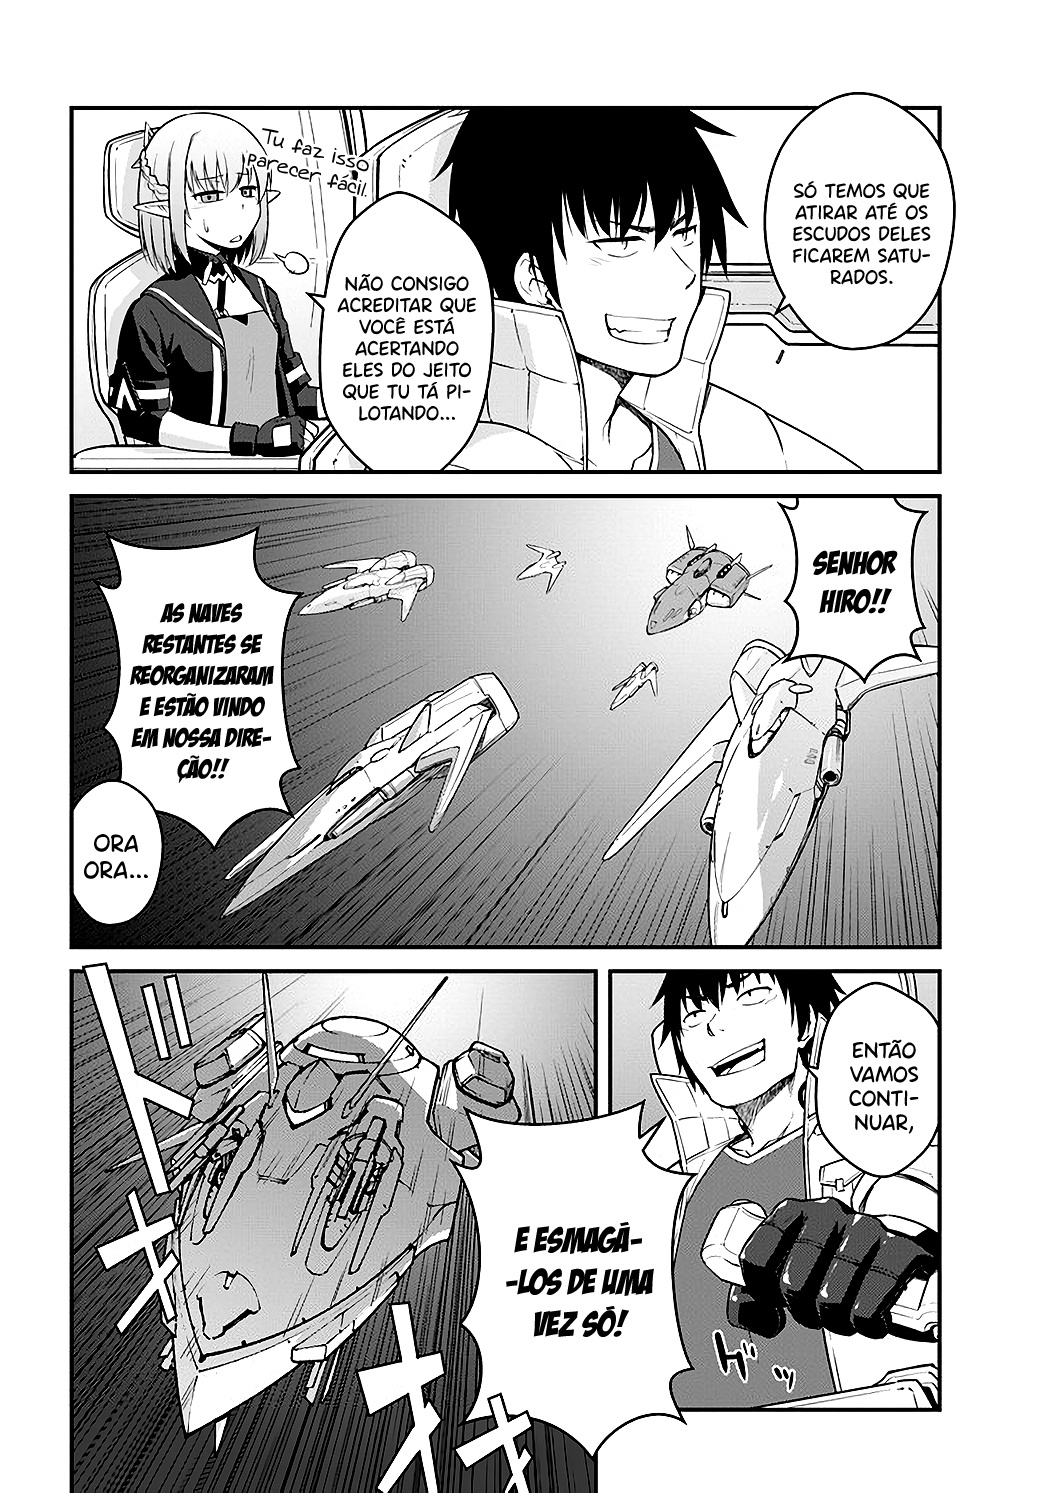 SÓ TEMOS QUE
ATIRAR ATÉ OS
ESCUDOS DELES
FICAREM SATU-
RADOS.
NÃO CONSIGO
ACREDITAR QUE
VOCÊ ESTÁ
ACERTANDO
ELES DO JEITO
QUE TU TÁ PI-
LOTANDO...
Tu faz isso
parecer fácil.
SENHOR
HIRO!!
AS NAVES
RESTANTES SE
REORGANIZARAM
E ESTÃO VINDO
EM NOSSA DIRE-
ÇÃO!!
ORA
ORA...
ENTÃO
VAMOS
CONTI-
NUAR,
E ESMAGÁ-
-LOS DE UMA
VEZ SÓ!